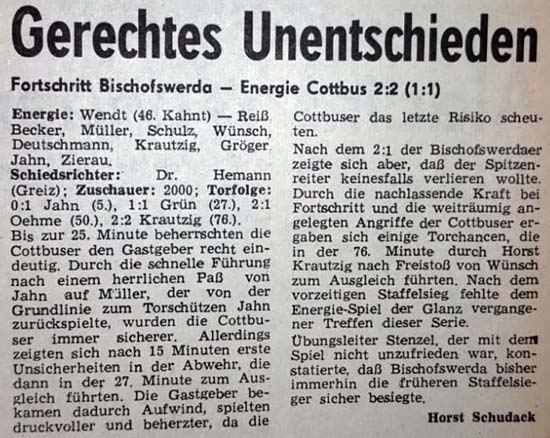 Gerechtes Unentschieden
Fortschritt Bischofswerda — Energie Cottbus 2:2 (1:1)
Energie: Wendt (46. Kahnt) — Reiß
Becker, Müller, Schulz, Wünsch,
Deutschmann, Krautzig, Gröger
Jahn, Zierau.
Schiedsrichter: Dr. Hemann
(Greiz); Zuschauer: 2000; Torfolge:
0:1 Jahn (5.), 1:1 Grün (27.), 2:1
Oehme (50.), 2:2 Krautzig (76.).
Bis zur 25. Minute beherrschten die
Cottbuser den Gastgeber recht ein-
deutig. Durch die schnelle Führung
nach einem herrlichen Paß von
Jahn auf Müller, der von der
Grundlinie zum Torschützen Jahn
zurückspielte, wurden die Cottbu-
ser immer sicherer. Allerdings
zeigten sich nach 15 Minuten erste
Unsicherheiten in der Abwehr, die
dann in der 27. Minute zum Aus-
gleich führten. Die Gastgeber be-
kamen dadurch Aufwind, spielten
druckvoller und beherzter, da die
Cottbuser das letzte Risiko scheu-
ten.
Nach dem 2:1 der Bischofswerdaer
zeigte sich aber, daß der Spitzen-
reiter keinesfalls verlieren wollte.
Durch die nachlassende Kraft bei
Fortschritt und die weiträumig an-
gelegten Angriffe der Cottbuser er-
gaben sich einige Torchancen, die
in der 76. Minute durch Horst
Krautzig nach Freistoß von Wünsch
zum Ausgleich führten. Nach dem
vorzeitigen Staffelsieg fehlte dem
Energie-Spiel der Glanz vergange-
ner Treffen dieser Serie.
Übungsleiter Stenzel, der mit dem
Spiel nicht unzufrieden war, kon-
statierte, daß Bischofswerda bisher
immerhin die früheren Staffelsie-
ger sicher besiegte.
Horst Schudack